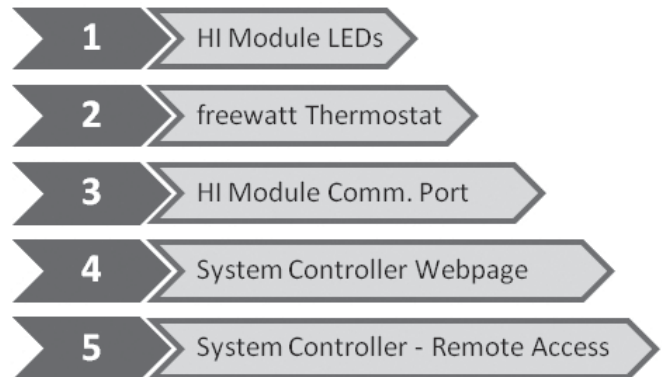 1 HI Module LEDs
2 freewatt Thermostat
3 HI Module Comm. Port
4 System Controller Webpage
5 System Controller - Remote Access